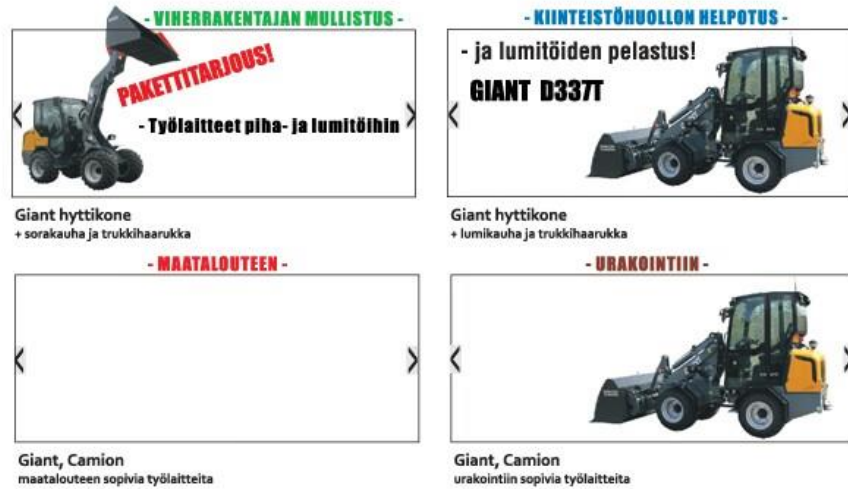 - VIHERRAKENTAJAN MULLISTUS -
PAKETTITARJOUS!
- Työlaitteet piha- ja lumitöihin
Giant hyttikone
+ sorakauha ja trukkihaarukka
- KIINTEISTÖHUOLLON HELPOTUS -
- ja lumitöiden pelastus!
GIANT D337T
Giant hyttikone
+ lumikauha ja trukkihaarukka
- MAATALOUTEEN -
Giant, Camion
maatalouteen sopivia työlaitteita
- URAKOINTIIN -
Giant, Camion
urakointiin sopivia työlaitteita